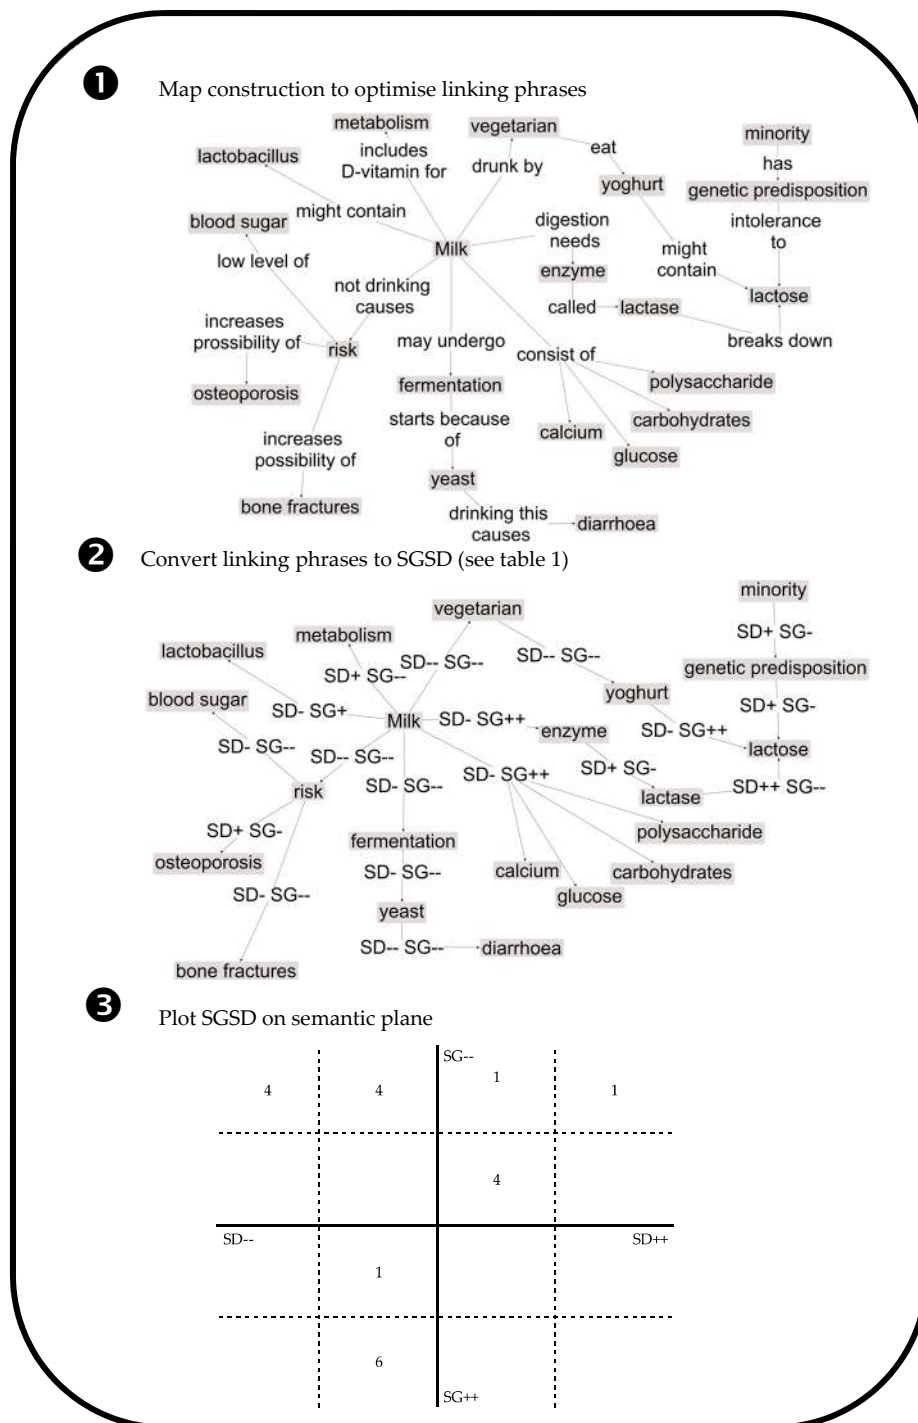 1
Map construction to optimise linking phrases
metabolism
vegetarian
minority
lactobacillus
includes
D-vitamin for
drunk by
eat
has
yoghurt
genetic predisposition
might contain
blood sugar
digestion
needs
intolerance
to
low level of
Milk
might
contain
not drinking
causes
enzyme
lactose
called
lactase
increases
prossibility of
risk
may undergo
consist of
breaks down
osteoporosis
fermentation
polysaccharide
starts because
of
calcium
carbohydrates
increases
possibility of
glucose
yeast
bone fractures
drinking this
causes
diarrhoea
2
Convert linking phrases to SGSD (see table 1)
minority
vegetarian
SD+ SG-
metabolism
lactobacillus
SD-- SG--
SD-- SG--
genetic predisposition
SD+ SG--
blood sugar
yoghurt
SD- SG+
Milk
SD- SG++
SD+ SG-
enzyme
SD- SG++
lactose
SD- SG--
SD-- SG--
SD- SG++
SD+ SG-
SD- SG--
SD++ SG--
risk
lactase
SD+ SG-
polysaccharide
fermentation
osteoporosis
SD- SG--
calcium
carbohydrates
SD- SG--
glucose
yeast
SD-- SG--
diarrhoea
bone fractures
3
Plot SGSD on semantic plane
SG--
4
4
1
1
4
SD--
SD++
1
6
SG++